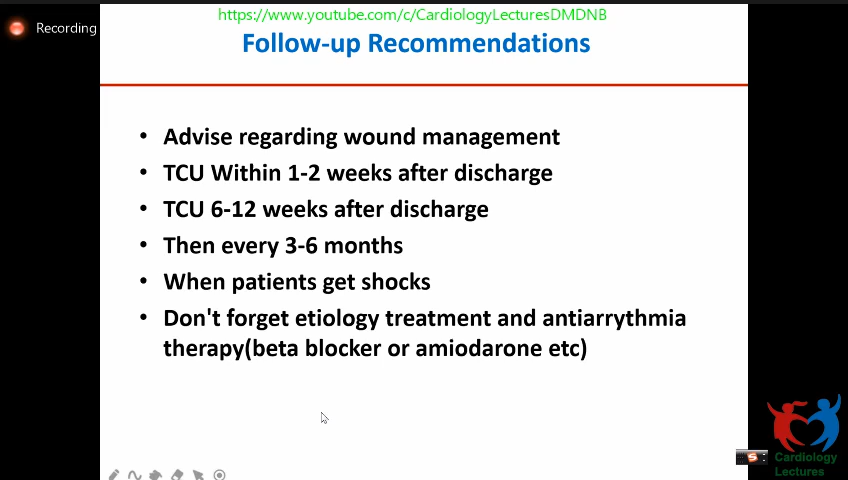 https://www.youtube.com/c/CardiologyLecturesDMDNB
Recording
Follow-up Recommendations
• Advise regarding wound management
• TCU Within 1-2 weeks after discharge
• TCU 6-12 weeks after discharge
• Then every 3-6 months
• When patients get shocks
• Don't forget etiology treatment and antiarrythmia
therapy(beta blocker or amiodarone etc)
Cardiology
Lectures